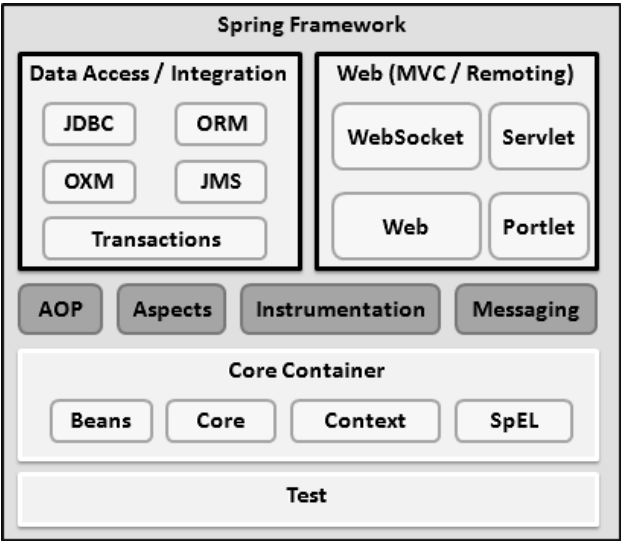 Spring Framework
Data Access / Integration
JDBC
ORM
OXM
JMS
Transactions
Web (MVC / Remoting)
WebSocket
Servlet
Web
Portlet
AOP
Aspects
Instrumentation
Messaging
Core Container
Beans
Core
Context
SpEL
Test